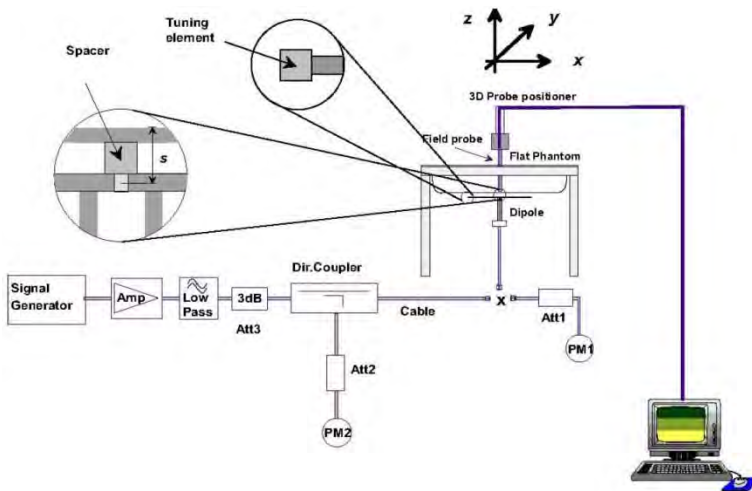 Tuning
element
Spacer
s
z
y
x
3D Probe positioner
Field probe
Flat Phantom
Dipole
Signal
Generator
Amp
Low
Pass
3dB
Att3
Dir.Coupler
Cable
x
Att1
PM1
Att2
PM2